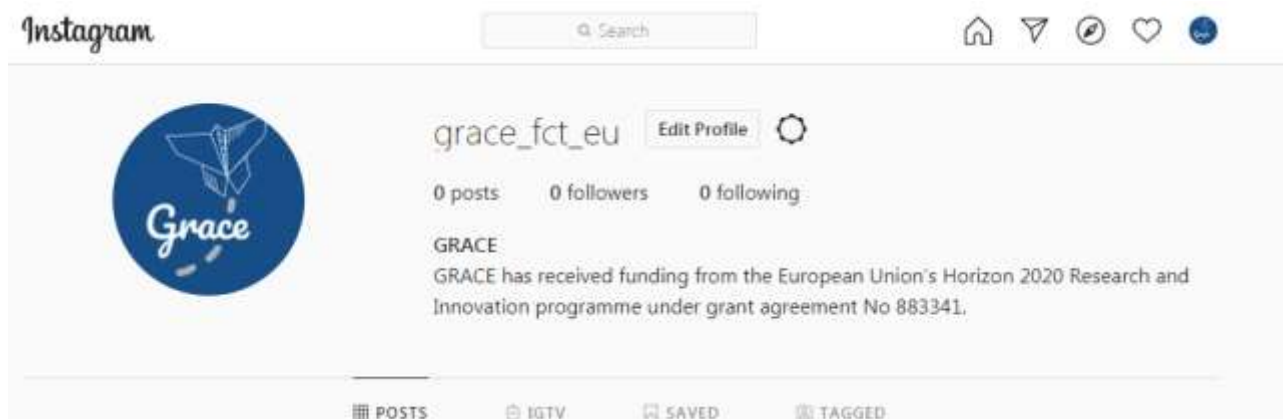 Instagram
Search
Grace
grace_fct_eu Edit Profile
0 posts 0 followers 0 following
GRACE
GRACE has received funding from the European Union's Horizon 2020 Research and
Innovation programme under grant agreement No 883341.
POSTS IGTV SAVED TAGGED